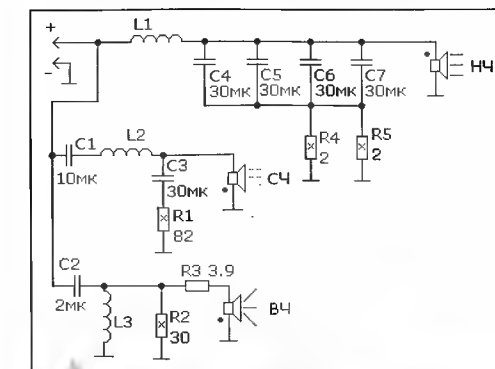 +
-
L1
C4
30мк
C5
30мк
C6
30мк
C7
30мк
НЧ
R4
2
R5
2
C1
10мк
L2
C3
30мк
R1
82
СЧ
C2
2мк
L3
R2
30
R3 3.9
ВЧ